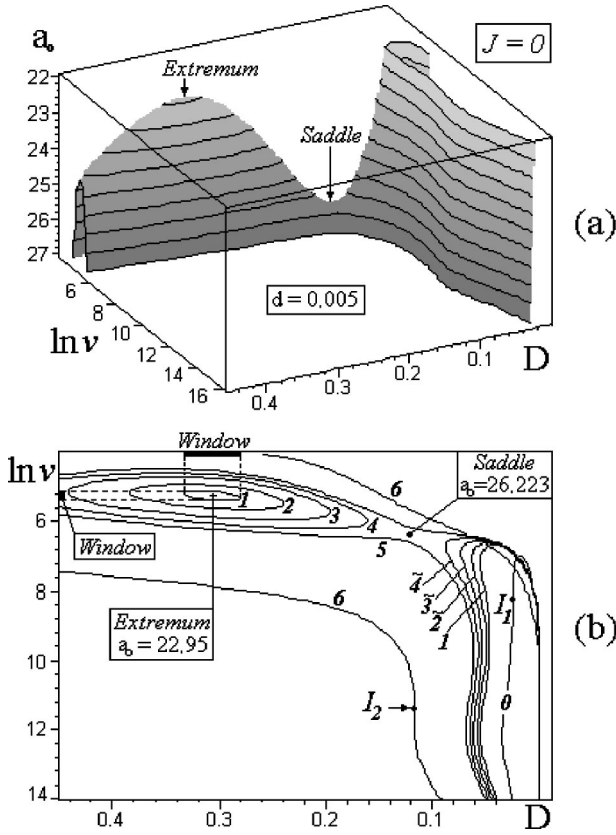 a₀
J = 0
22
23
24
25
26
27
Extremum
Saddle
(a)
d = 0,005
6
8
10
12
14
16
ln ν
0.4
0.3
0.2
0.1
D
ln ν
Window
Saddle
a₀=26,223
6
8
10
12
14
Window
Extremum
a₀ = 22,95
1
2
3
4
5
6
6
4̃
3̃
2̃
1
I₁
0
I₂
(b)
0.4
0.3
0.2
0.1
D